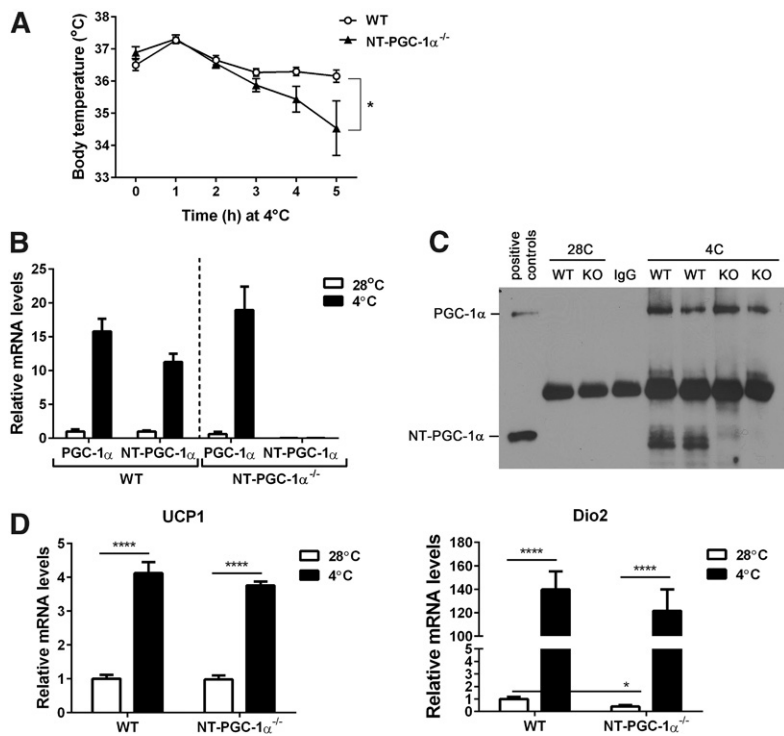 A
Body temperature (°C)
38
37
36
35
34
33
0 1 2 3 4 5
Time (h) at 4°C
WT
NT-PGC-1α-/-
*
B
Relative mRNA levels
25
20
15
10
5
0
28°C
4°C
PGC-1α NT-PGC-1α PGC-1α NT-PGC-1α
WT NT-PGC-1α-/-
C
positive
controls
28C 4C
WT KO IgG WT WT KO KO
PGC-1α
NT-PGC-1α
D
UCP1
Relative mRNA levels
5
4
3
2
1
0
**** ****
28°C
4°C
WT NT-PGC-1α-/-
Dio2
Relative mRNA levels
180
160
140
120
100
80
5
4
3
2
1
0
**** ****
*
28°C
4°C
WT NT-PGC-1α-/-